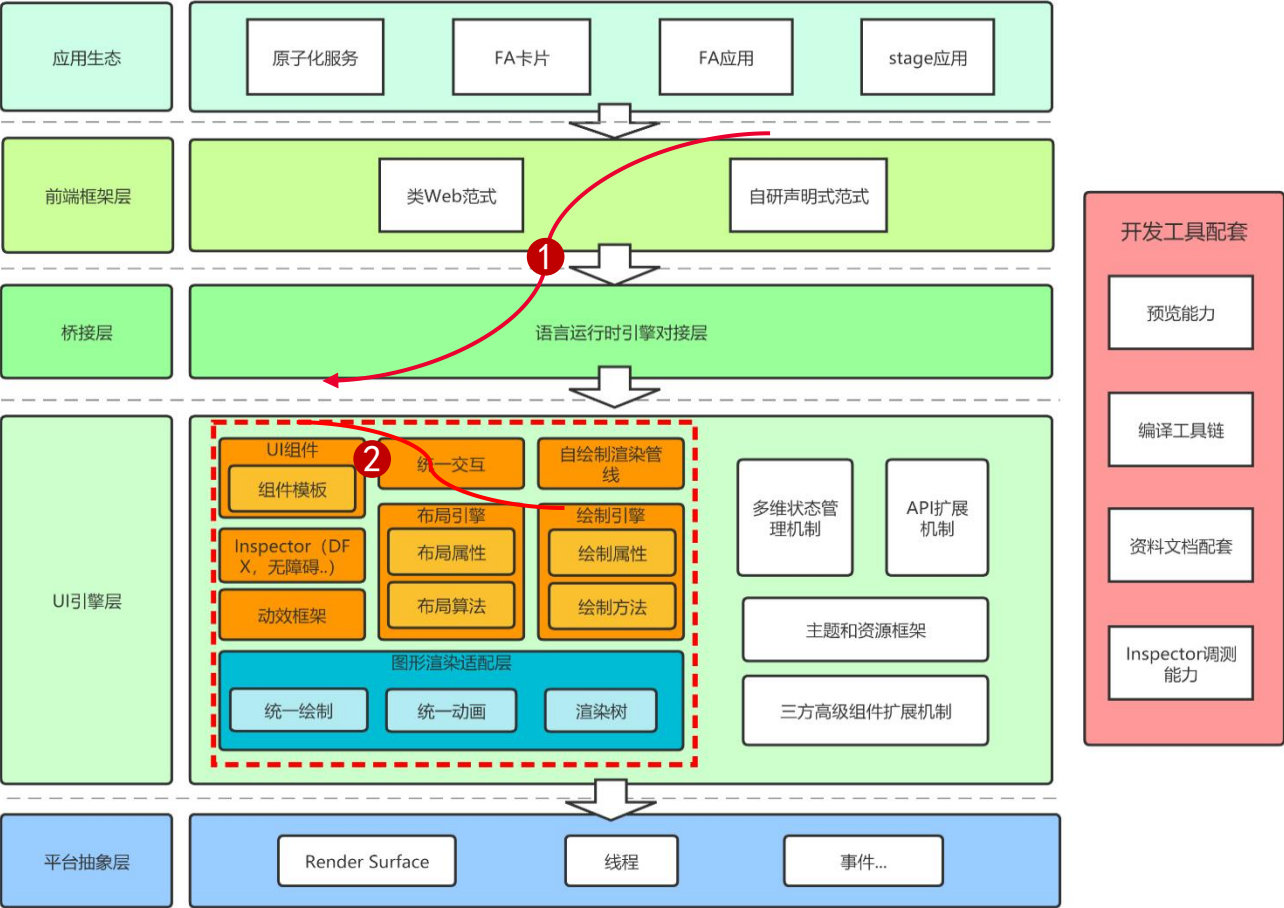 应用生态
原子化服务
FA卡片
FA应用
stage应用
前端框架层
类Web范式
自研声明式范式
1
桥接层
语言运行时引擎对接层
UI引擎层
UI组件
组件模板
2
统一交互
自绘制渲染管
线
Inspector（DF
X，无障碍..）
动效框架
布局引擎
布局属性
布局算法
绘制引擎
绘制属性
绘制方法
图形渲染适配层
统一绘制
统一动画
渲染树
多维状态管
理机制
API扩展
机制
主题和资源框架
三方高级组件扩展机制
平台抽象层
Render Surface
线程
事件...
开发工具配套
预览能力
编译工具链
资料文档配套
Inspector调测
能力